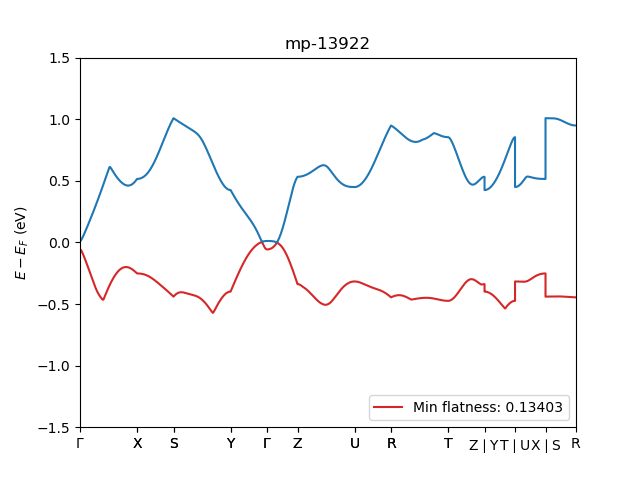 mp-13922
1.5
1.0
0.5
0.0
−0.5
−1.0
−1.5
E − E_F (eV)
Min flatness: 0.13403
Γ X S Y Γ Z U R T Z | Y T | U X | S R